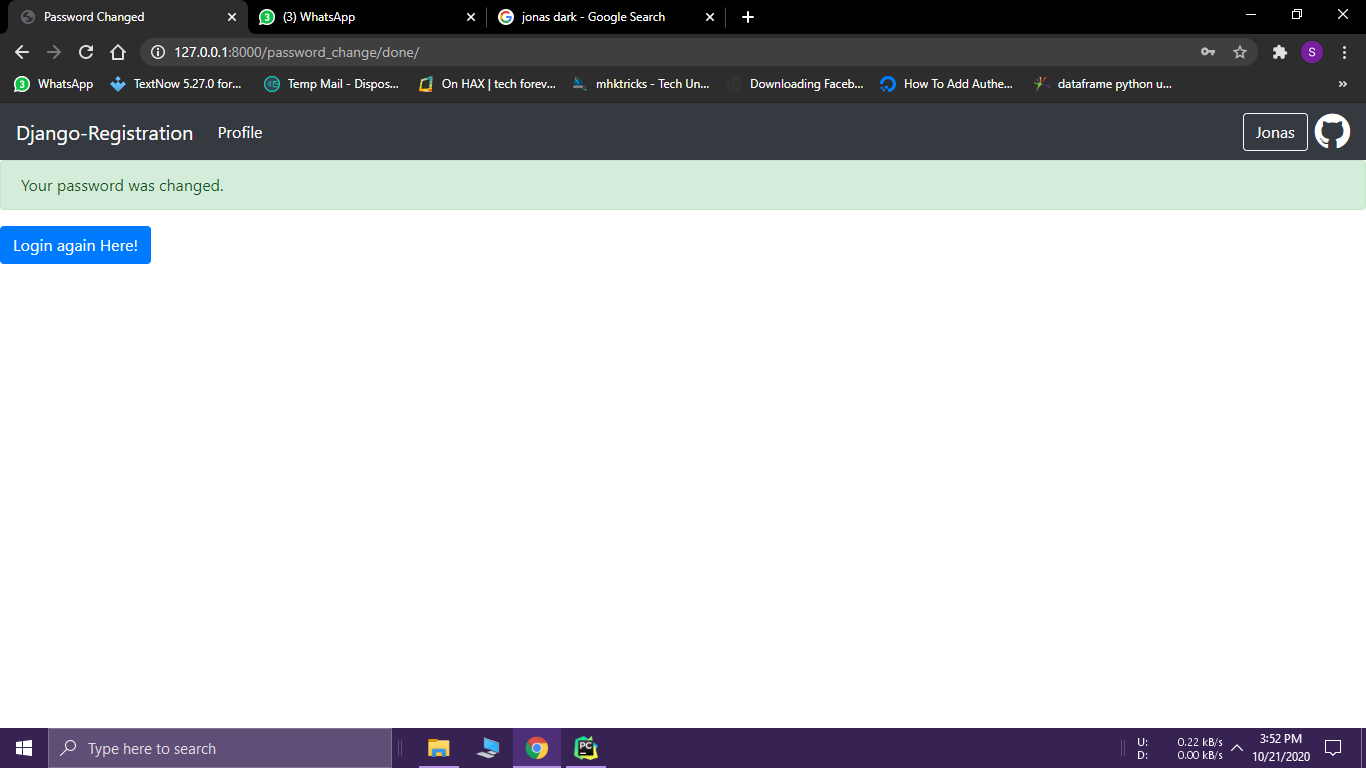 Password Changed
3 (3) WhatsApp
jonas dark - Google Search
127.0.0.1:8000/password_change/done/
S
3 WhatsApp TextNow 5.27.0 for... Temp Mail - Dispos... On HAX | tech forev... mhktricks - Tech Un... Downloading Faceb... How To Add Authe... dataframe python u... »
Django-Registration Profile Jonas
Your password was changed.
Login again Here!
Type here to search
PC
U: 0.22 kB/s
D: 0.00 kB/s
3:52 PM
10/21/2020